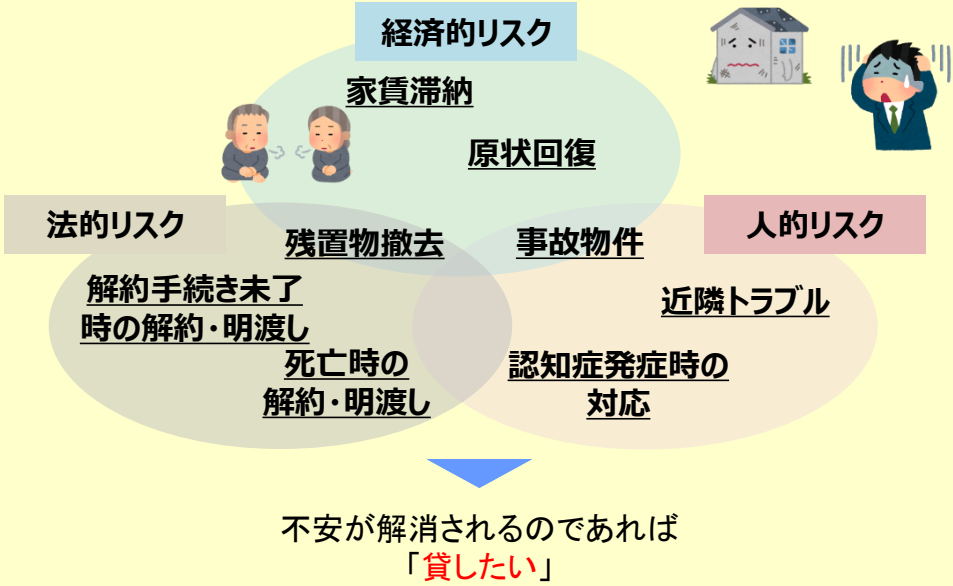 経済的リスク
家賃滞納
原状回復
法的リスク
人的リスク
残置物撤去
事故物件
解約手続き未了
時の解約・明渡し
近隣トラブル
死亡時の
解約・明渡し
認知症発症時の
対応
不安が解消されるのであれば
「貸したい」